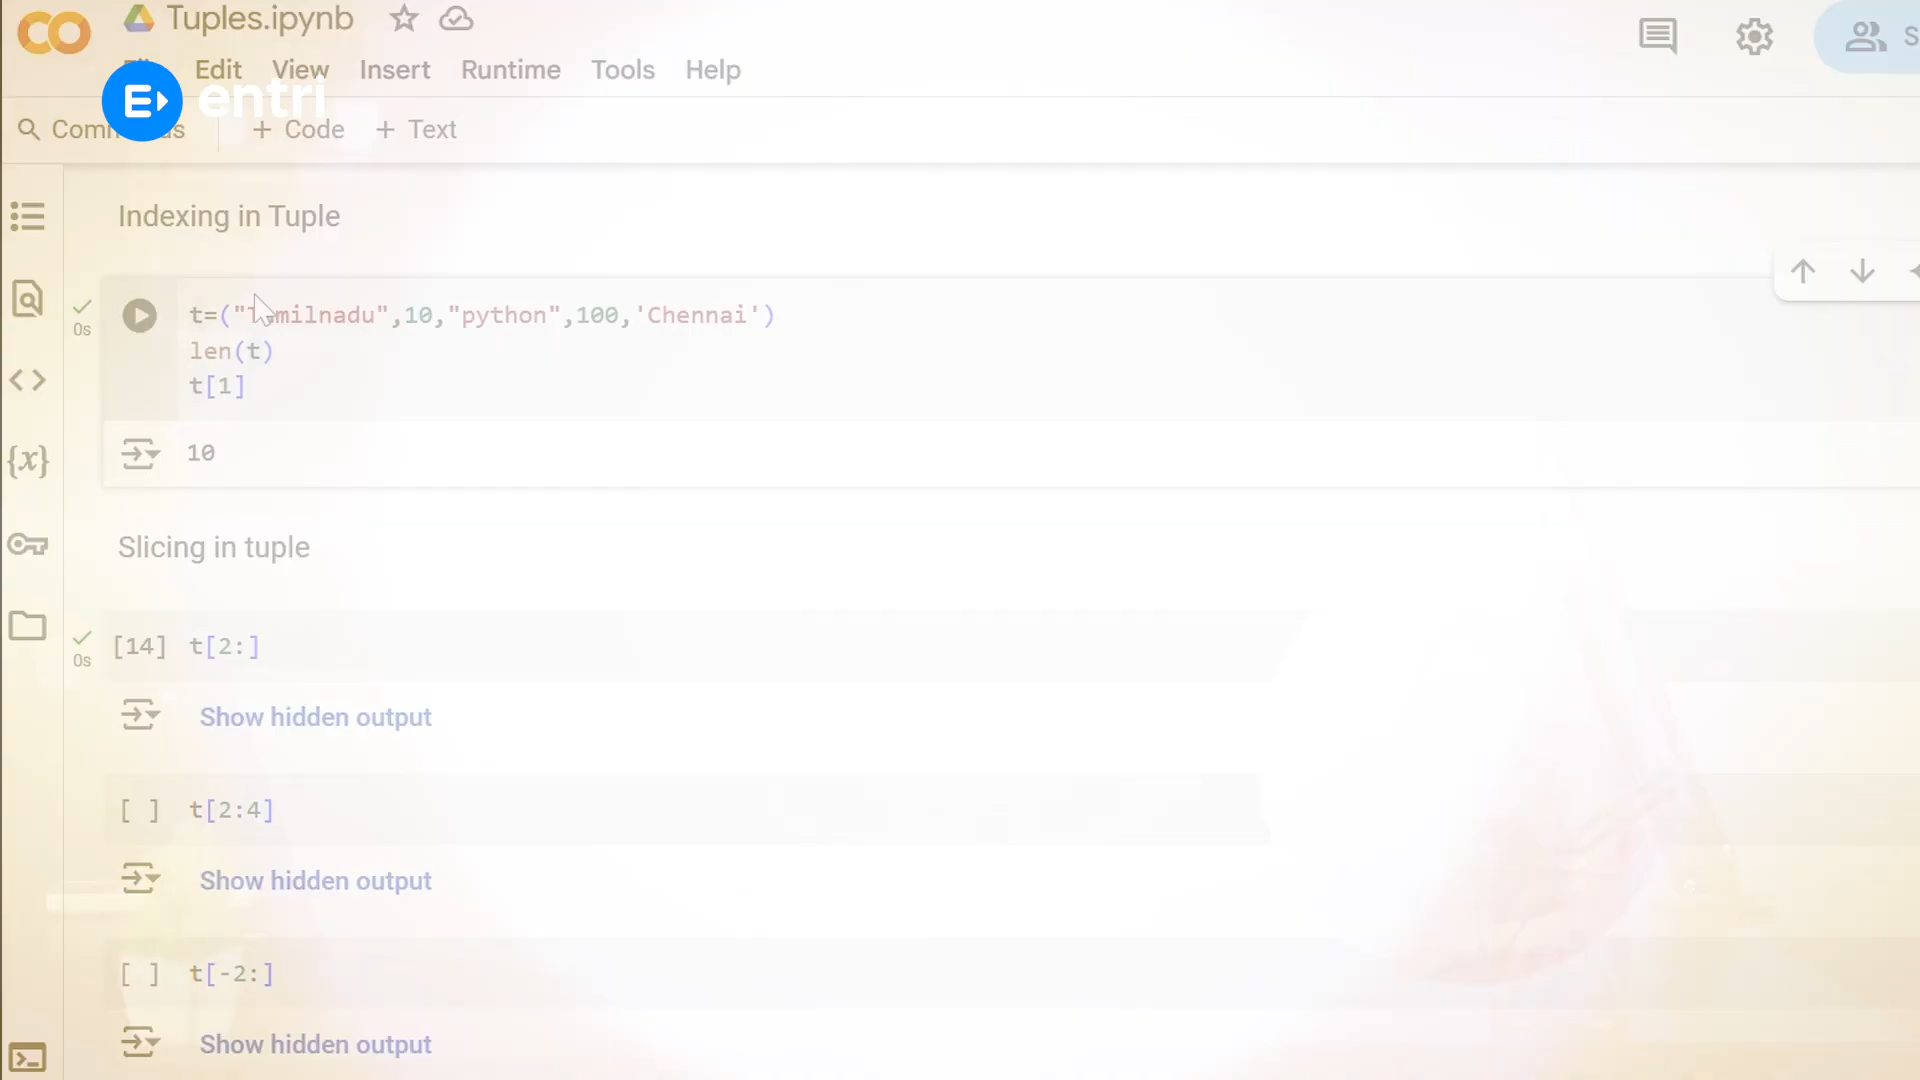 Tuples.ipynb
Edit View Insert Runtime Tools Help
entri
+ Code + Text
Indexing in Tuple
t=("Tamilnadu",10,"python",100,'Chennai')
0s
len(t)
t[1]
10
{x}
Slicing in tuple
[14] t[2:]
0s
Show hidden output
[ ] t[2:4]
Show hidden output
[ ] t[-2:]
Show hidden output